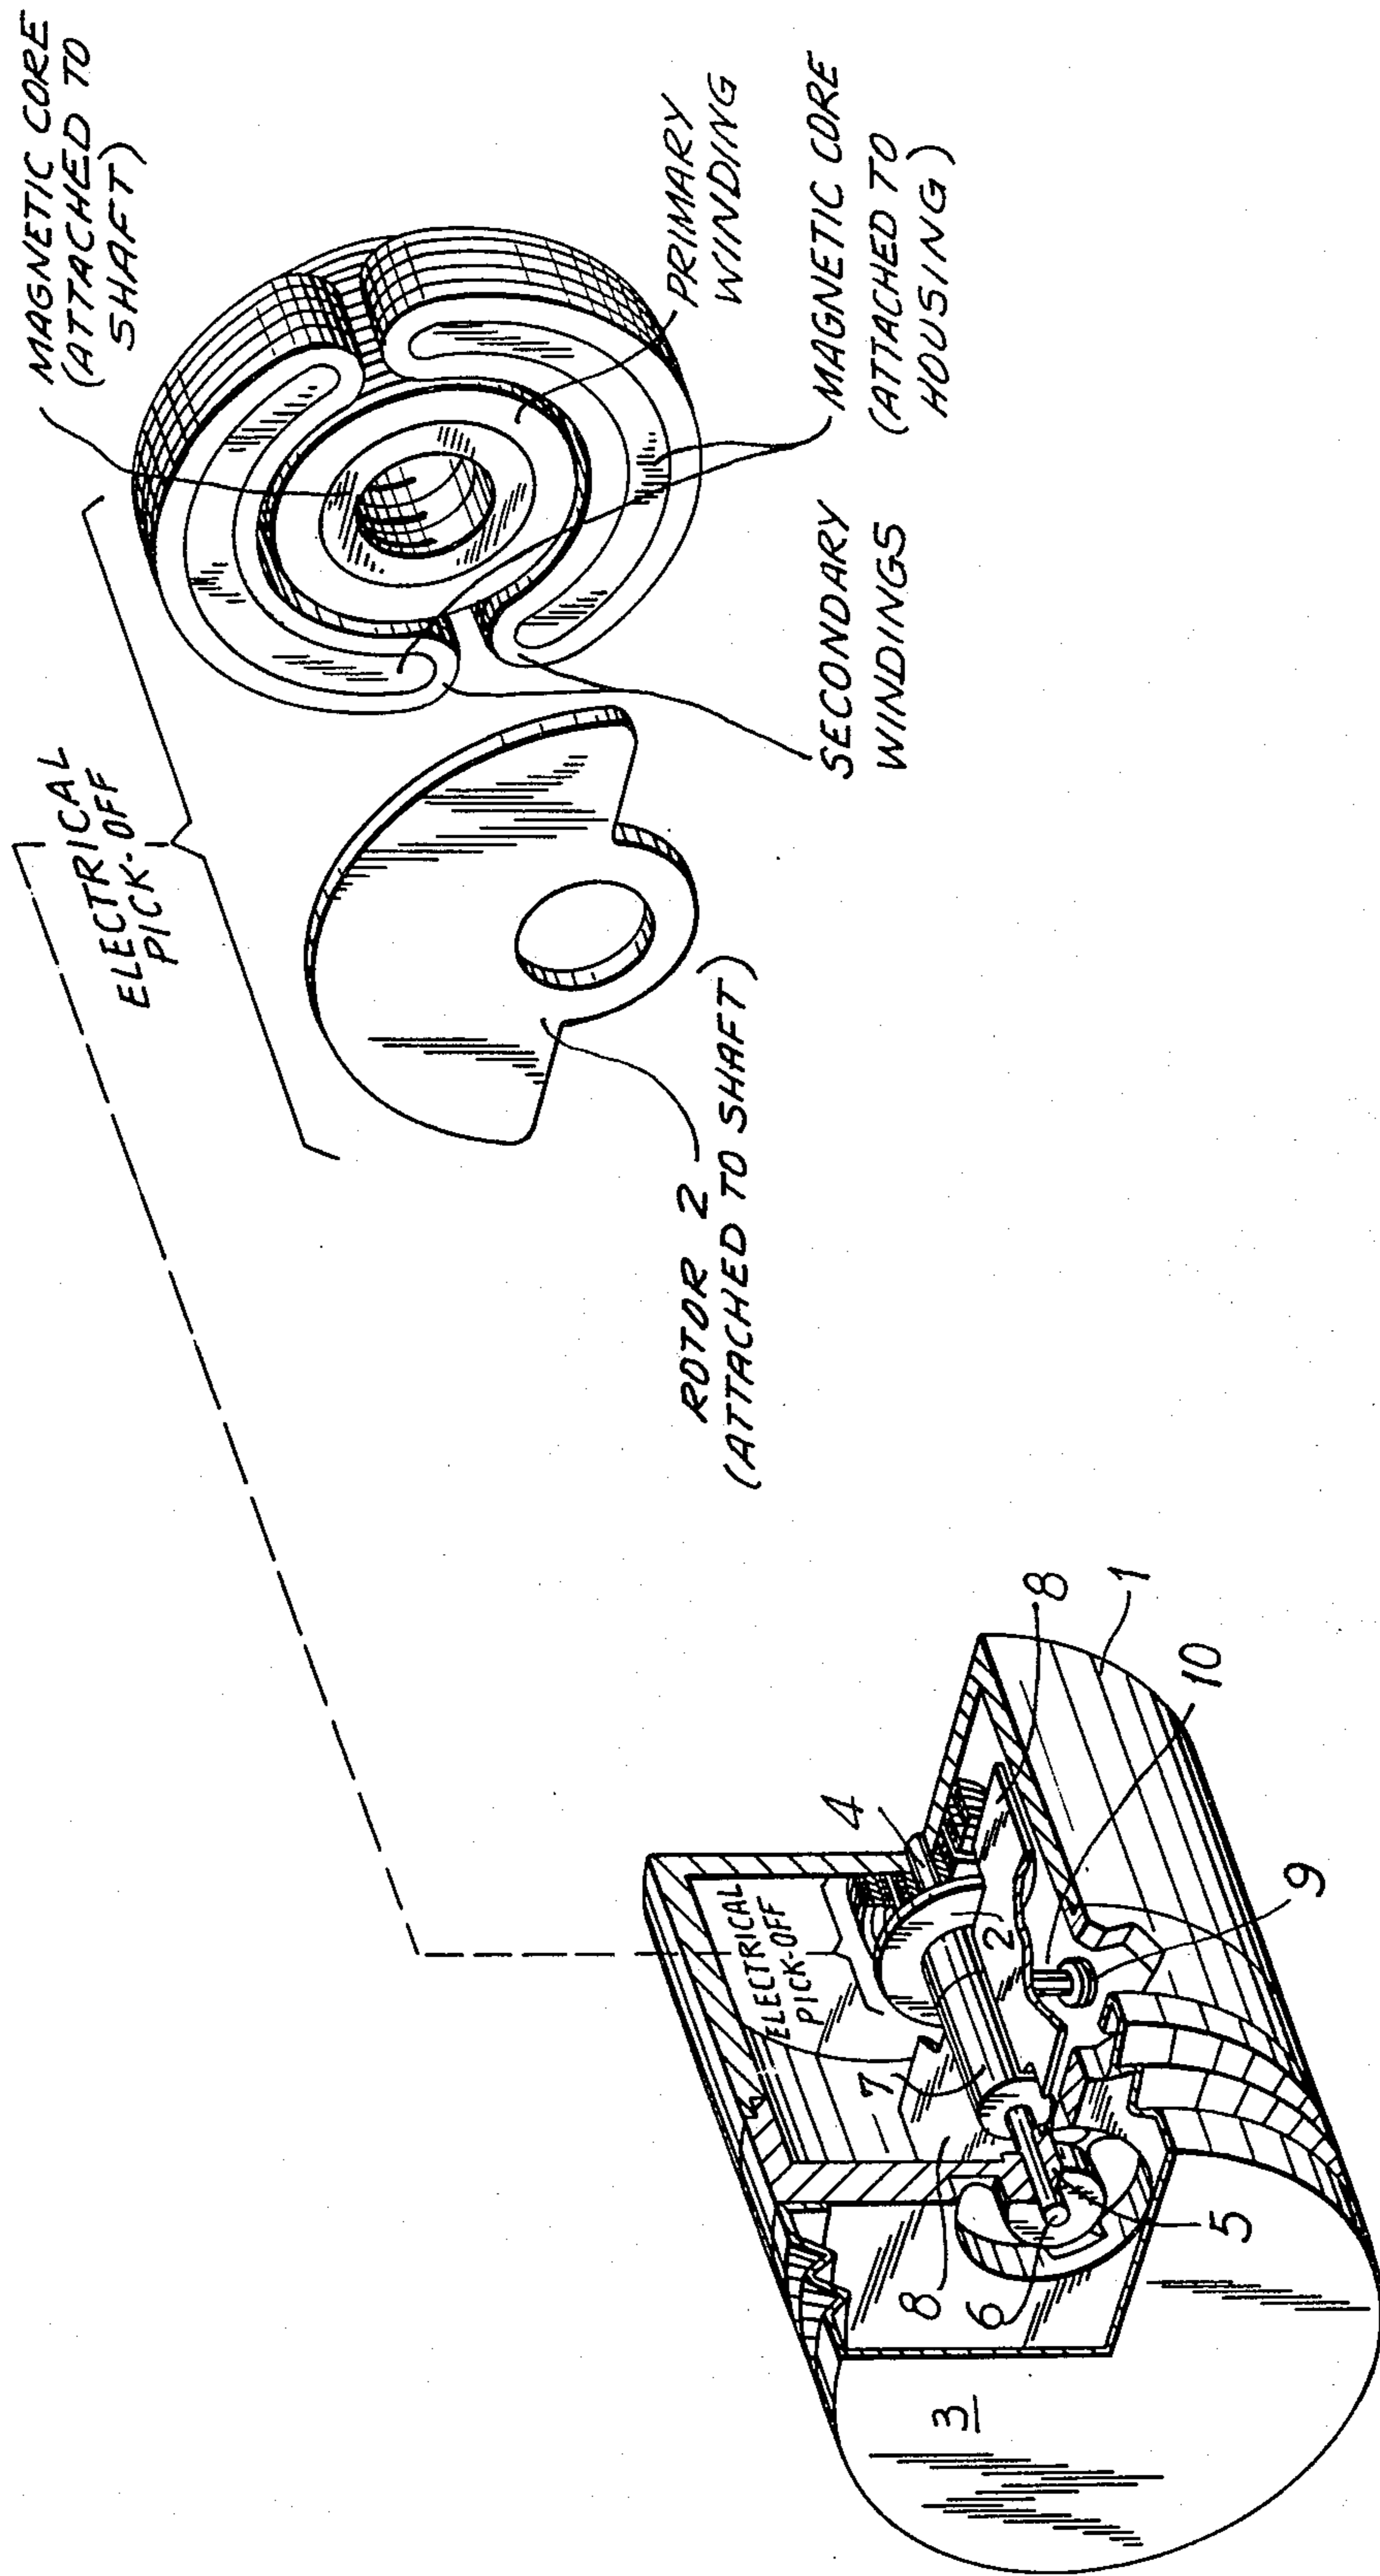 MAGNETIC CORE
(ATTACHED TO
SHAFT)
ELECTRICAL
PICK-OFF
PRIMARY
WINDING
MAGNETIC CORE
(ATTACHED TO
HOUSING)
SECONDARY
WINDINGS
ROTOR 2
(ATTACHED TO SHAFT)
ELECTRICAL
PICK-OFF
4
2
7
8
8
1
10
9
5
6
3